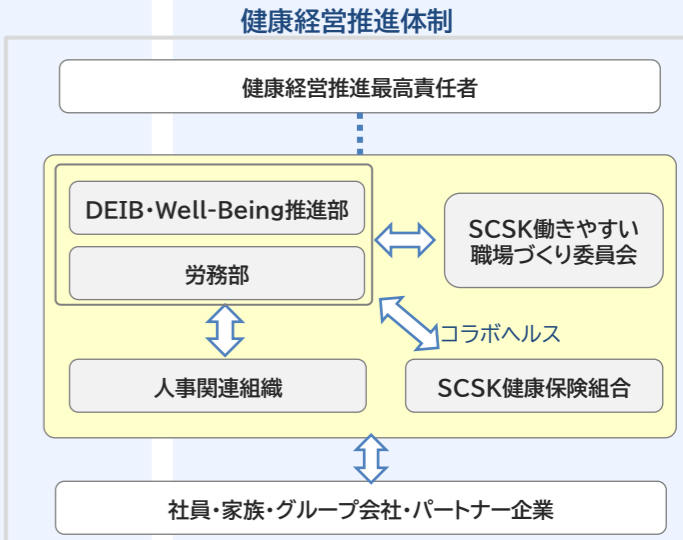 健康経営推進体制
健康経営推進最高責任者
DEIB・Well-Being推進部
労務部
SCSK働きやすい
職場づくり委員会
コラボヘルス
人事関連組織
SCSK健康保険組合
社員・家族・グループ会社・パートナー企業